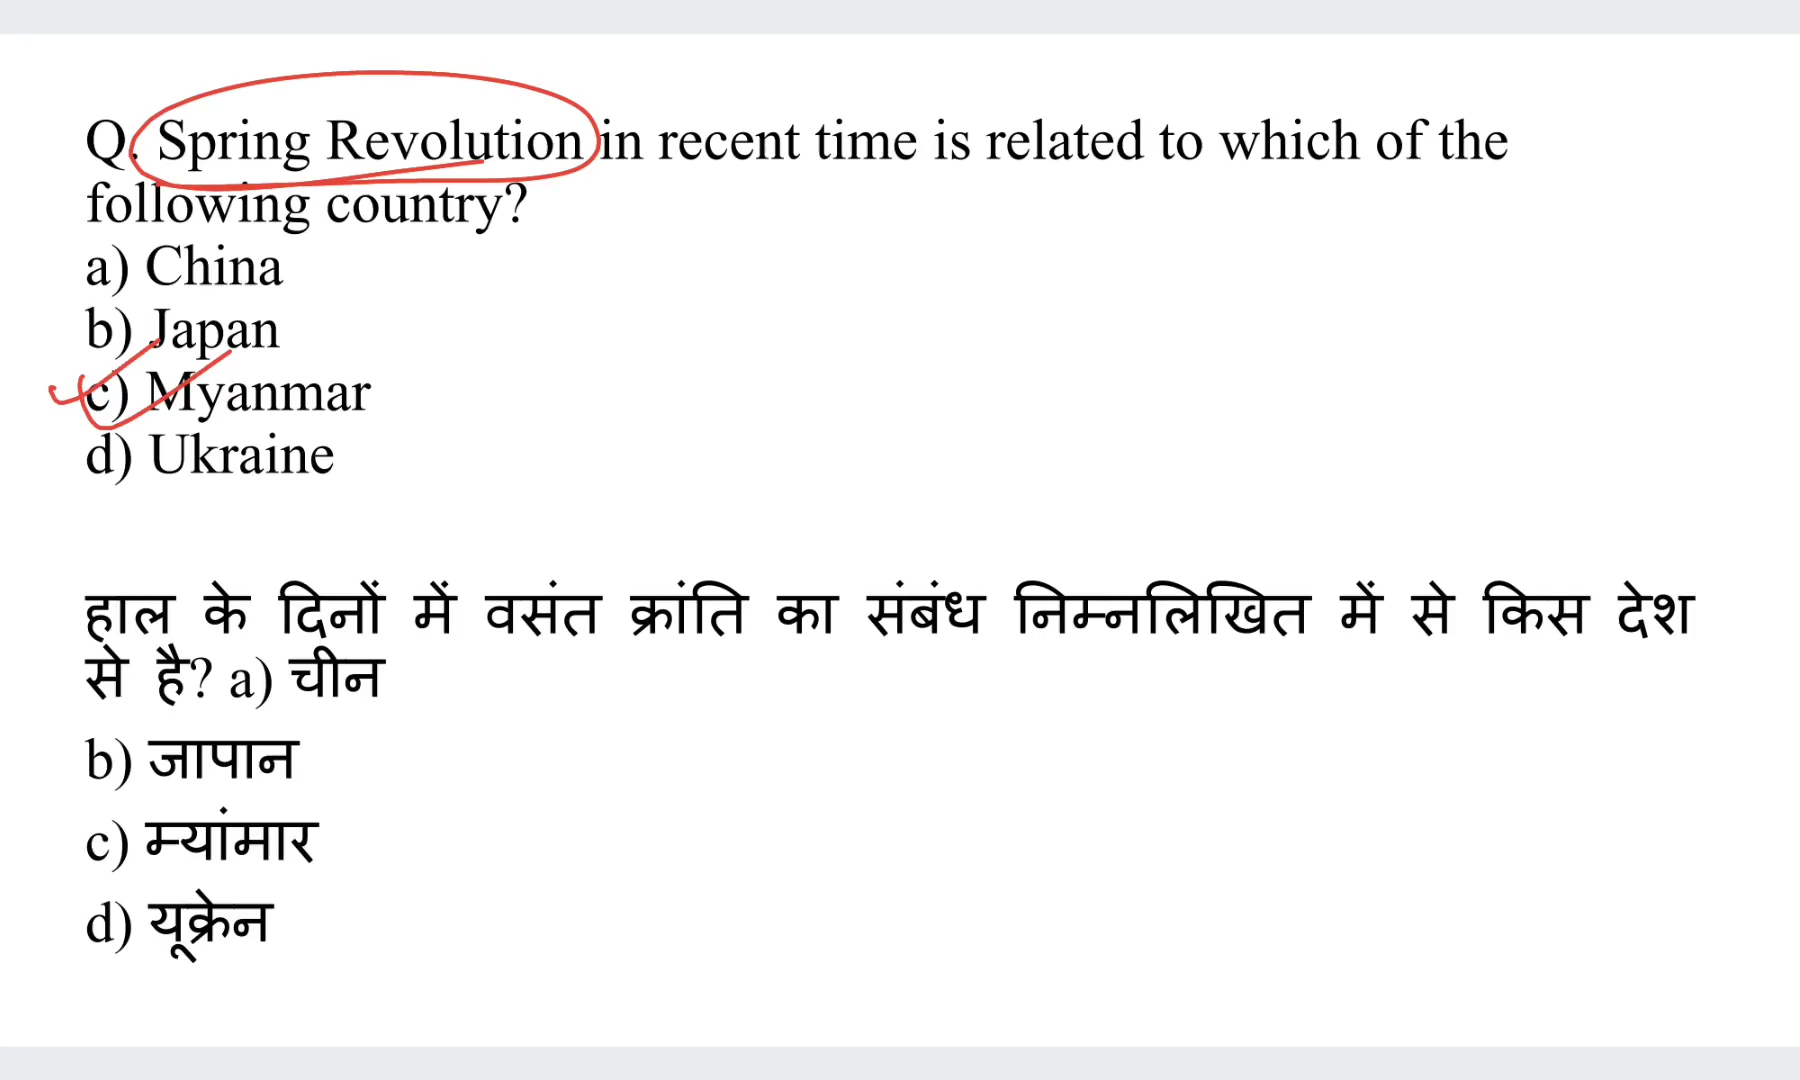 Q. Spring Revolution in recent time is related to which of the
following country?
a) China
b) Japan
c) Myanmar
d) Ukraine
हाल के दिनों में वसंत क्रांति का संबंध निम्नलिखित में से किस देश
से है? a) चीन
b) जापान
c) म्यांमार
d) यूक्रेन